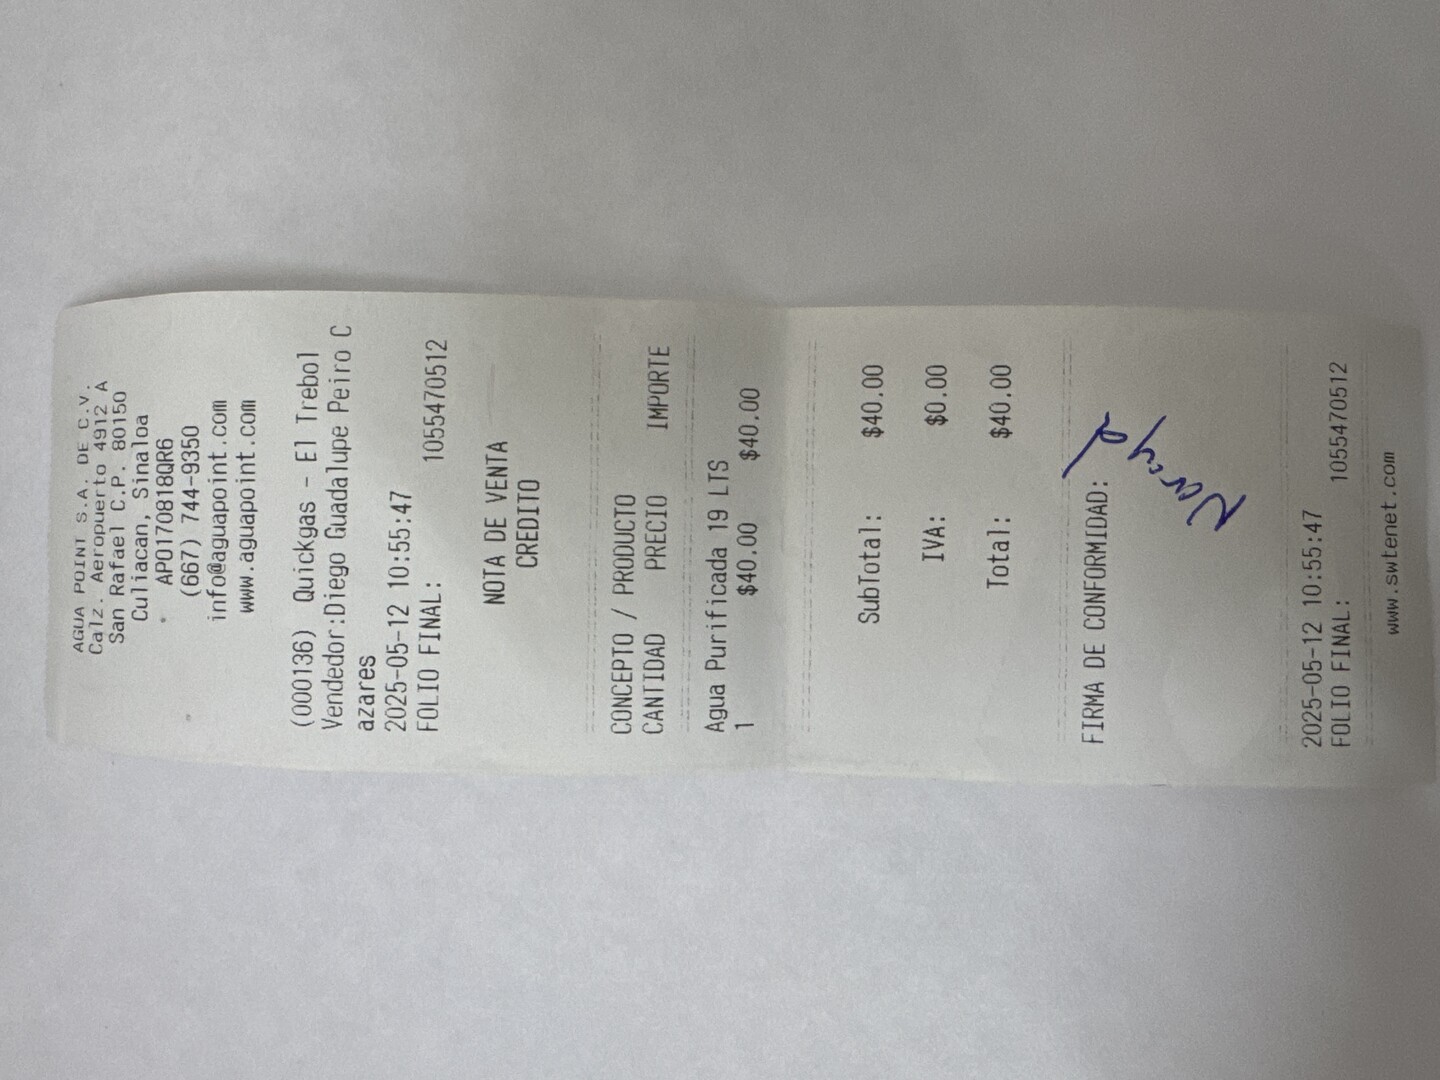 AGUA POINT S.A. DE C.V.
Calz. Aeropuerto 4912 A
San Rafael C.P. 80150
Culiacan, Sinaloa
APO170818QR6
(667) 744-9350
info@aguapoint.com
www.aguapoint.com
(000136) Quickgas - El Trebol
Vendedor:Diego Guadalupe Peiro C
azares
2025-05-12 10:55:47
FOLIO FINAL: 1055470512
NOTA DE VENTA
CREDITO
CONCEPTO / PRODUCTO
CANTIDAD PRECIO IMPORTE
Agua Purificada 19 LTS
1 $40.00 $40.00
SubTotal: $40.00
IVA: $0.00
Total: $40.00
FIRMA DE CONFORMIDAD:
2025-05-12 10:55:47
FOLIO FINAL: 1055470512
www.swtenet.com